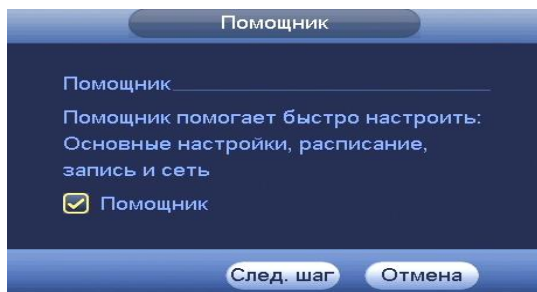 Помощник
Помощник
Помощник помогает быстро настроить:
Основные настройки, расписание,
запись и сеть
Помощник
След. шаг Отмена